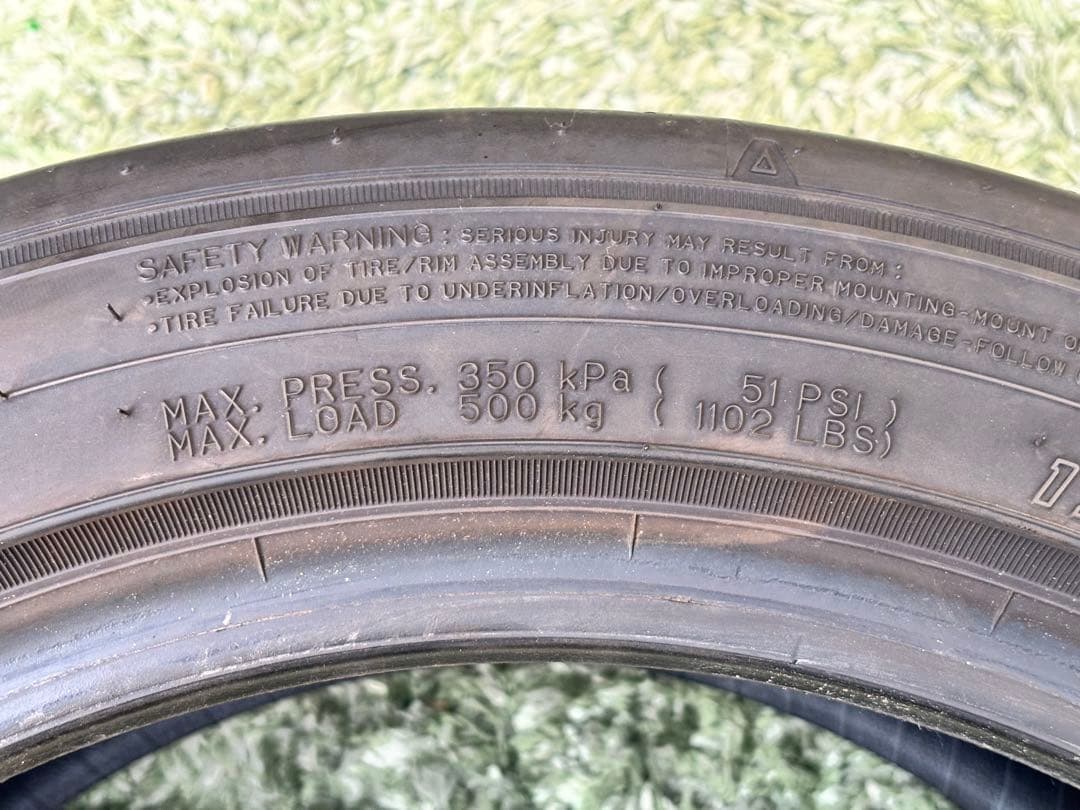 SAFETY WARNING : SERIOUS INJURY MAY RESULT FROM :
•EXPLOSION OF TIRE/RIM ASSEMBLY DUE TO IMPROPER MOUNTING-MOUNT
•TIRE FAILURE DUE TO UNDERINFLATION/OVERLOADING/DAMAGE-FOLLOW
MAX. PRESS. 350 kPa ( 51 PSI )
MAX. LOAD 500 kg ( 1102 LBS)